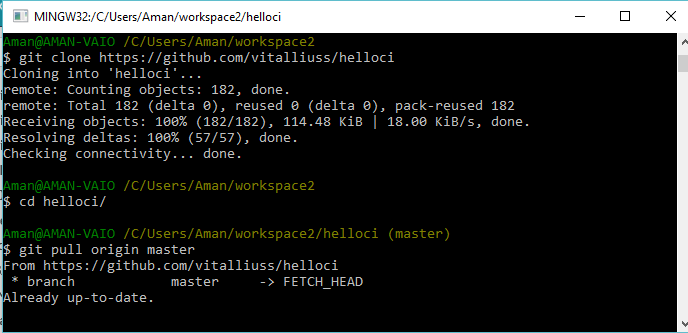 MINGW32:/C/Users/Aman/workspace2/helloci
Aman@AMAN-VAIO /C/Users/Aman/workspace2
$ git clone https://github.com/vitalliuss/helloci
Cloning into 'helloci'...
remote: Counting objects: 182, done.
remote: Total 182 (delta 0), reused 0 (delta 0), pack-reused 182
Receiving objects: 100% (182/182), 114.48 KiB | 18.00 KiB/s, done.
Resolving deltas: 100% (57/57), done.
Checking connectivity... done.
Aman@AMAN-VAIO /C/Users/Aman/workspace2
$ cd helloci/
Aman@AMAN-VAIO /C/Users/Aman/workspace2/helloci (master)
$ git pull origin master
From https://github.com/vitalliuss/helloci
 * branch            master     -> FETCH_HEAD
Already up-to-date.